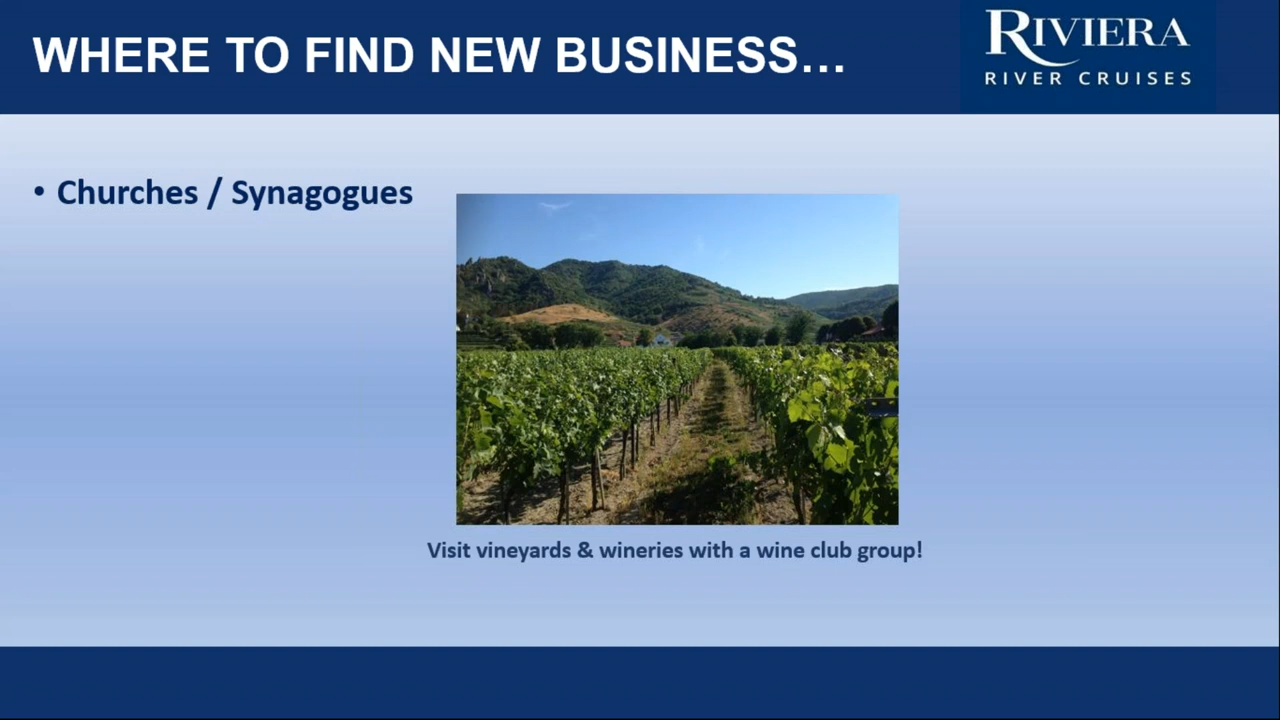 WHERE TO FIND NEW BUSINESS…
RIVIERA
RIVER CRUISES
• Churches / Synagogues
Visit vineyards & wineries with a wine club group!